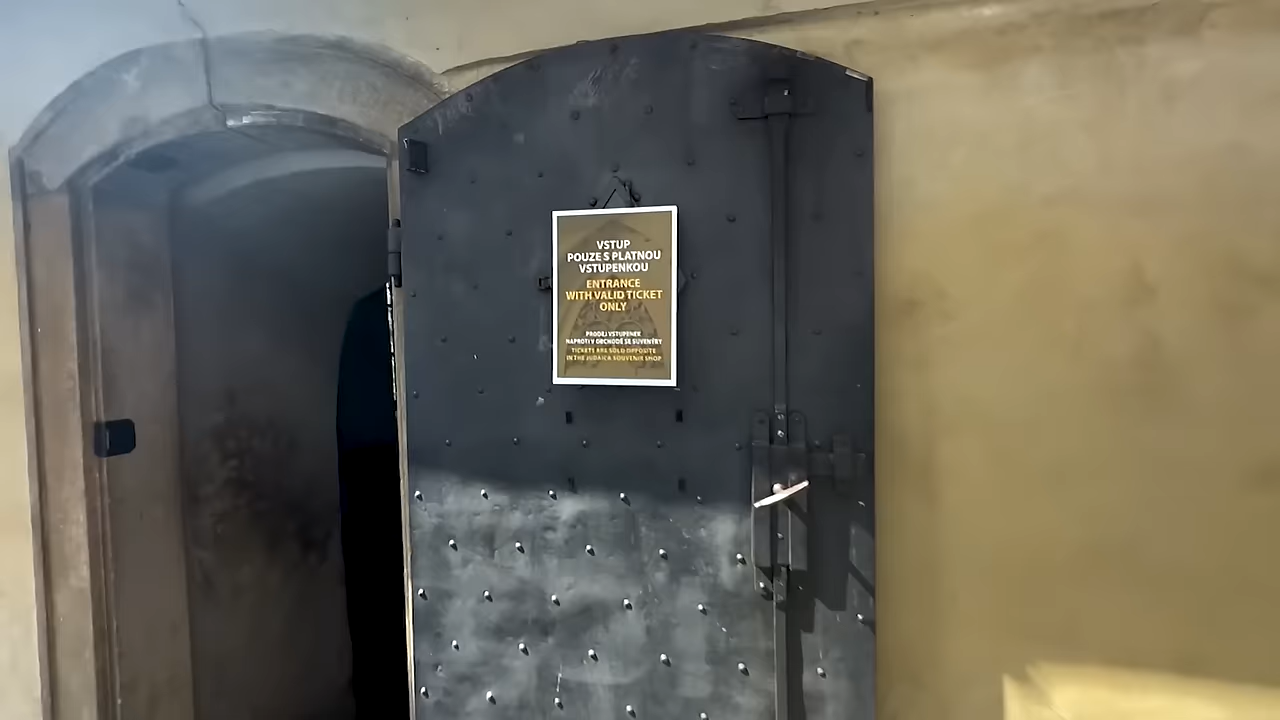 VSTUP
POUZE S PLATNOU
VSTUPENKOU
ENTRANCE
WITH VALID TICKET
ONLY
PRODEJ VSTUPENEK
NAPROTI V OBCHODĚ SE SUVENÝRY
TICKETS ARE SOLD OPPOSITE
IN THE JUDAICA SOUVENIR SHOP